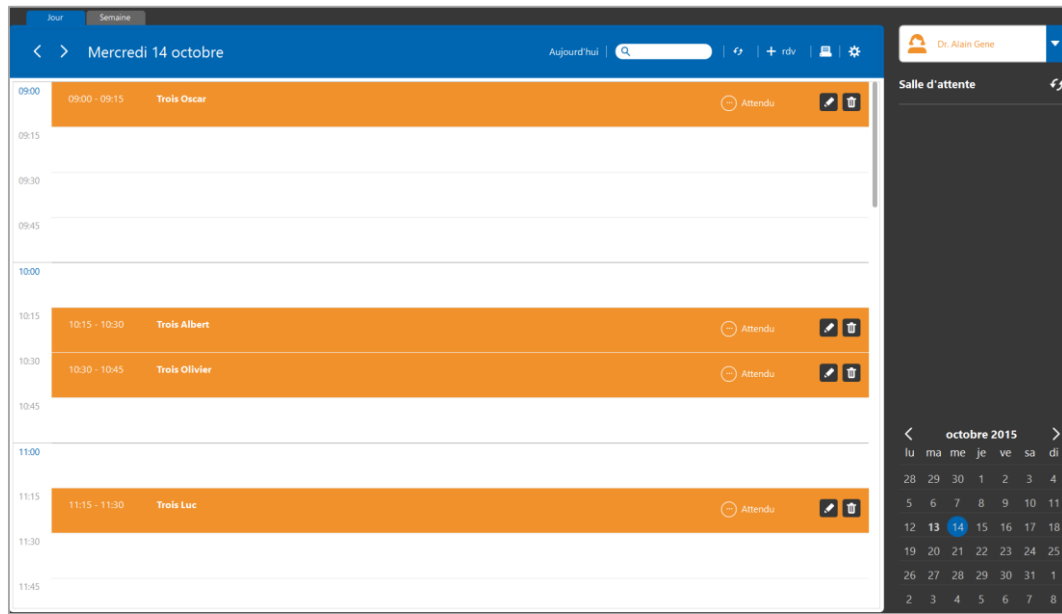 Jour Semaine
Mercredi 14 octobre Aujourd'hui + rdv
Dr. Alain Gene
Salle d'attente
09:00
09:00 - 09:15 Trois Oscar Attendu
09:15
09:30
09:45
10:00
10:15
10:15 - 10:30 Trois Albert Attendu
10:30
10:30 - 10:45 Trois Olivier Attendu
10:45
11:00
11:15
11:15 - 11:30 Trois Luc Attendu
11:30
11:45
octobre 2015
lu ma me je ve sa di
28 29 30 1 2 3 4
5 6 7 8 9 10 11
12 13 14 15 16 17 18
19 20 21 22 23 24 25
26 27 28 29 30 31 1
2 3 4 5 6 7 8